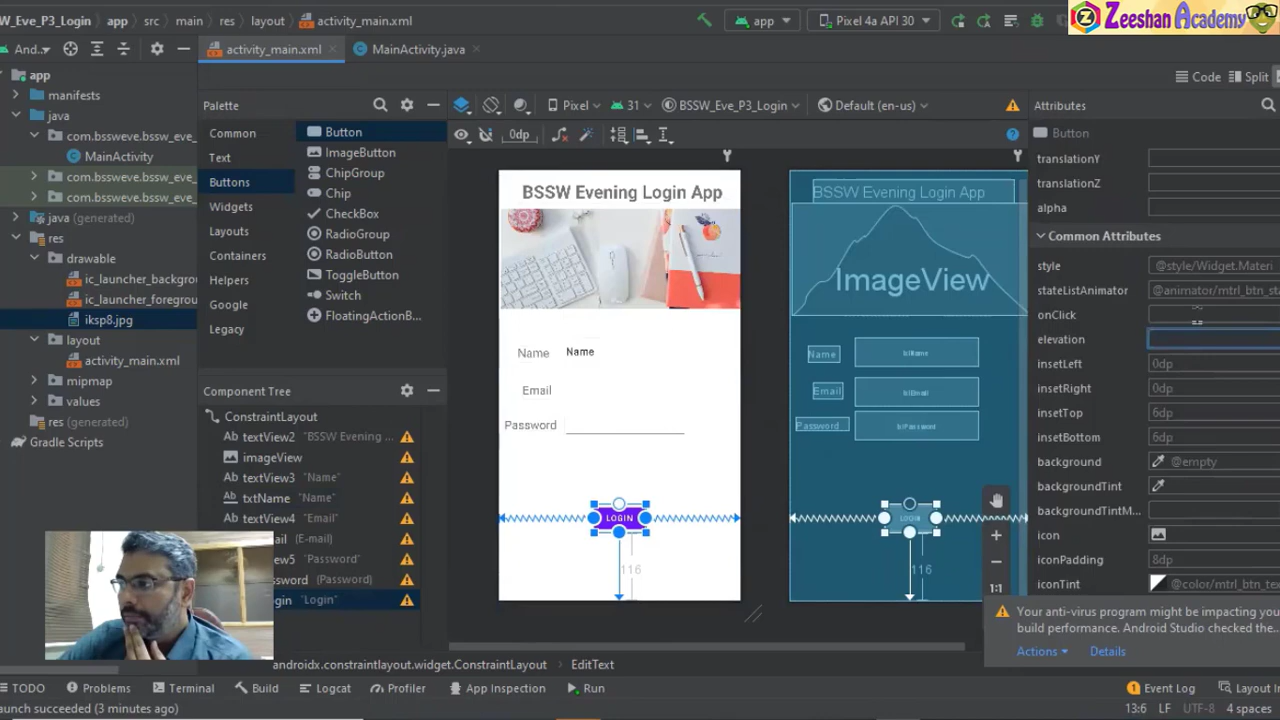 W_Eve_P3_Login app src main res layout activity_main.xml
app
Pixel 4a API 30
Zeeshan Academy
And..
activity_main.xml
MainActivity.java
Code
Split
app
manifests
java
com.bssweve.bssw_eve_
MainActivity
com.bssweve.bssw_eve_
com.bssweve.bssw_eve_
java (generated)
res
drawable
ic_launcher_backgro
ic_launcher_foregrou
iksp8.jpg
layout
activity_main.xml
mipmap
values
res (generated)
Gradle Scripts
Palette
Common
Text
Buttons
Widgets
Layouts
Containers
Helpers
Google
Legacy
Button
ImageButton
ChipGroup
Chip
CheckBox
RadioGroup
RadioButton
ToggleButton
Switch
FloatingActionB...
Component Tree
ConstraintLayout
Ab textView2 "BSSW Evening ...
imageView
Ab textView3 "Name"
txtName "Name"
Ab textView4 "Email"
ail (E-mail)
ew5 "Password"
ssword (Password)
gin "Login"
Pixel
31
BSSW_Eve_P3_Login
Default (en-us)
0dp
BSSW Evening Login App
Name Name
Email
Password
LOGIN
116
BSSW Evening Login App
ImageView
Name
Email
Password
LOGIN
116
1:1
Attributes
Button
translationY
translationZ
alpha
Common Attributes
style @style/Widget.Materi
stateListAnimator @animator/mtrl_btn_sta
onClick
elevation
insetLeft 0dp
insetRight 0dp
insetTop 6dp
insetBottom 6dp
background @empty
backgroundTint
backgroundTintM...
icon
iconPadding 8dp
iconTint @color/mtrl_btn_tex
Your anti-virus program might be impacting you
build performance. Android Studio checked the...
Actions Details
androidx.constraintlayout.widget.ConstraintLayout EditText
TODO Problems Terminal Build Logcat Profiler App Inspection Run
1 Event Log
Layout In
aunch succeeded (3 minutes ago)
13:6 LF UTF-8 4 spaces